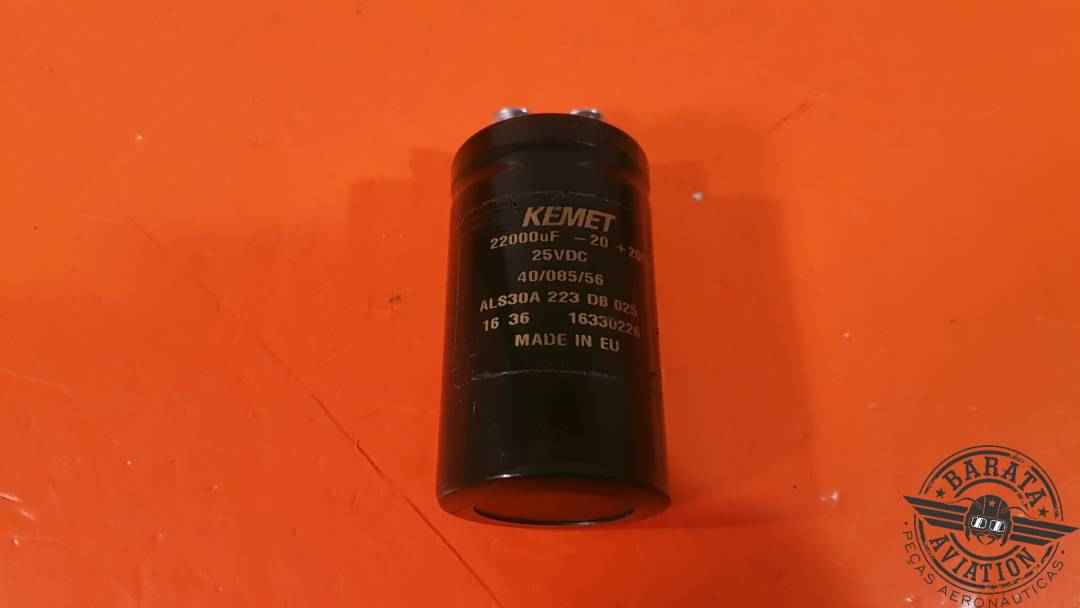 KEMET
22000uF -20 +20
25VDC
40/085/56
ALS30A 223 DB 025
16 36 16330226
MADE IN EU
BARATA
AVIATION
PEÇAS AERONÁUTICAS